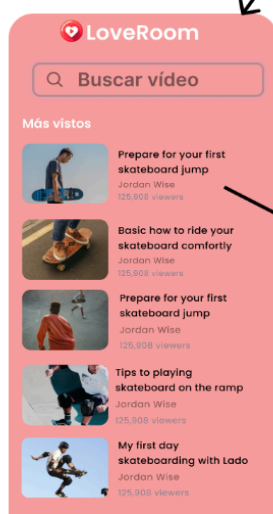 LoveRoom
Buscar vídeo
Más vistos
Prepare for your first
skateboard jump
Jordan Wise
125,908 viewers
Basic how to ride your
skateboard comfortly
Jordan Wise
125,908 viewers
Prepare for your first
skateboard jump
Jordan Wise
125,908 viewers
Tips to playing
skateboard on the ramp
Jordan Wise
125,908 viewers
My first day
skateboarding with Lado
Jordan Wise
125,908 viewers